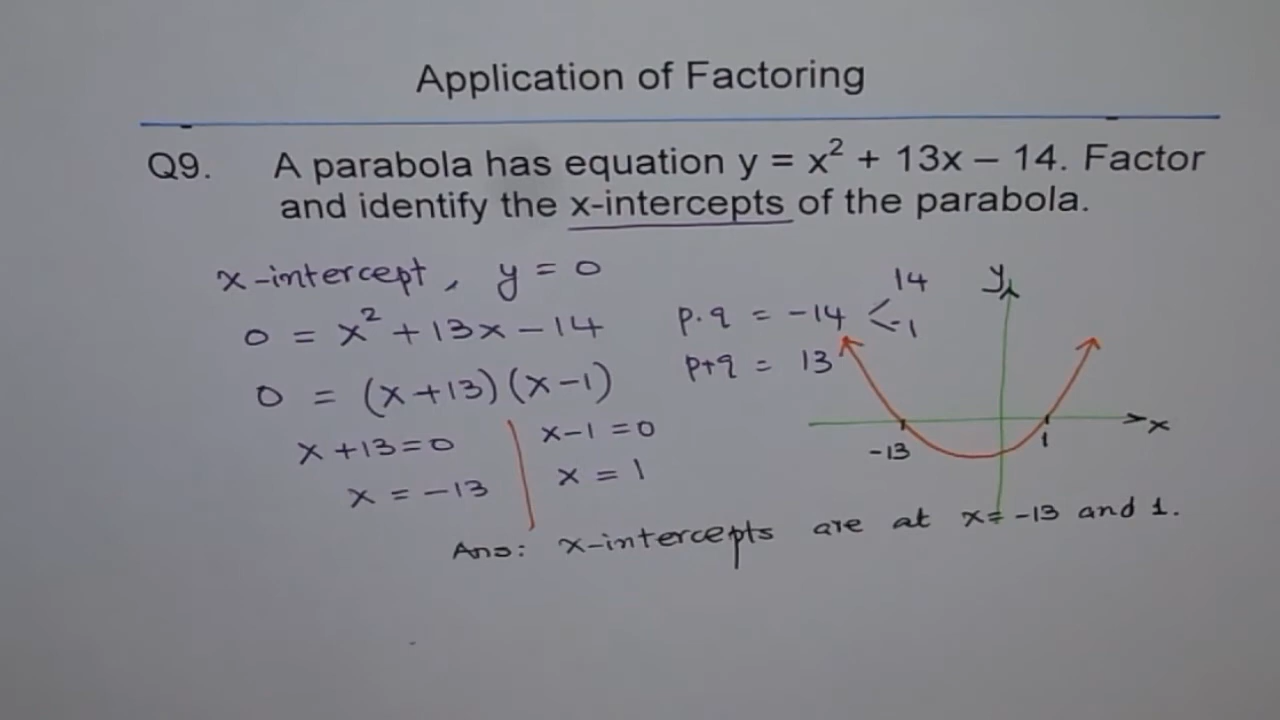 Application of Factoring
Q9. A parabola has equation y = x² + 13x – 14. Factor
and identify the x-intercepts of the parabola.
x-intercept, y = 0
0 = x² + 13x – 14
0 = (x+13)(x–1)
x + 13 = 0
x = –13
x–1 = 0
x = 1
p·q = –14 < 14
–1
p+q = 13
y
x
–13
1
Ans: x-intercepts are at x = –13 and 1.